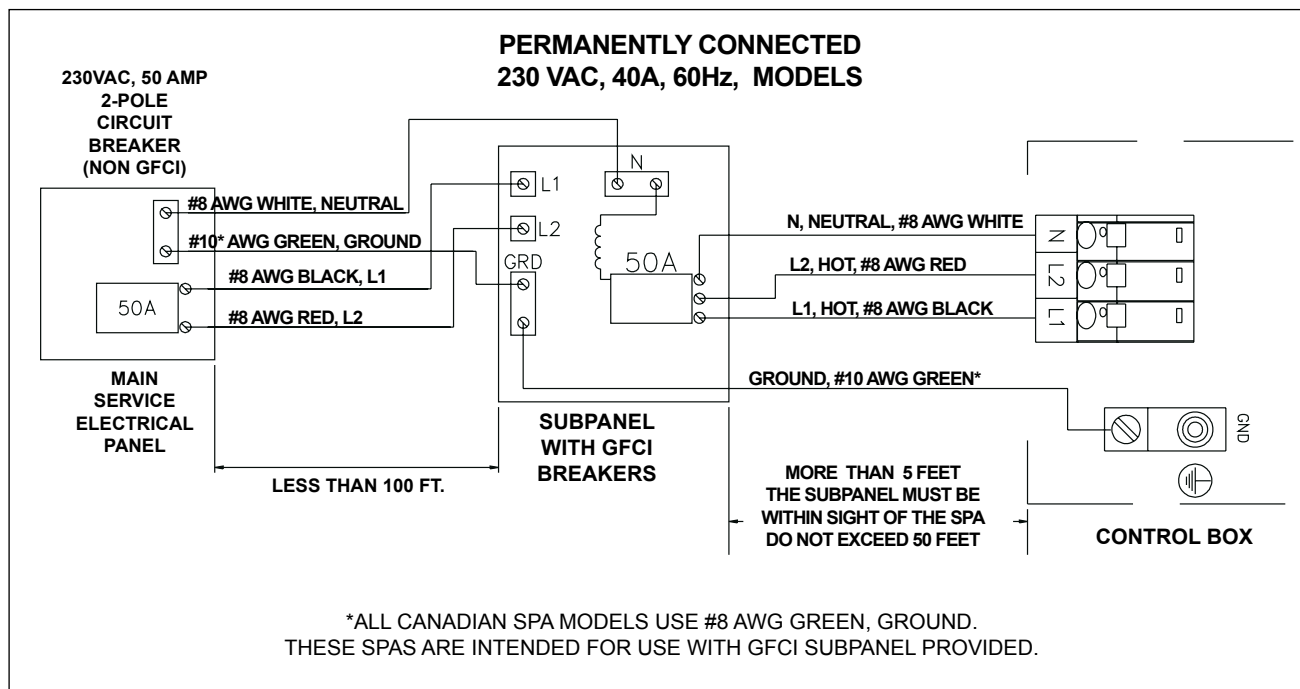 PERMANENTLY CONNECTED
230 VAC, 40A, 60Hz, MODELS
230VAC, 50 AMP
2-POLE
CIRCUIT
BREAKER
(NON GFCI)
#8 AWG WHITE, NEUTRAL
#10* AWG GREEN, GROUND
#8 AWG BLACK, L1
#8 AWG RED, L2
50A
MAIN
SERVICE
ELECTRICAL
PANEL
LESS THAN 100 FT.
L1
L2
GRD
N
50A
SUBPANEL
WITH GFCI
BREAKERS
N, NEUTRAL, #8 AWG WHITE
L2, HOT, #8 AWG RED
L1, HOT, #8 AWG BLACK
GROUND, #10 AWG GREEN*
MORE THAN 5 FEET
THE SUBPANEL MUST BE
WITHIN SIGHT OF THE SPA
DO NOT EXCEED 50 FEET
N
L2
L1
GND
CONTROL BOX
*ALL CANADIAN SPA MODELS USE #8 AWG GREEN, GROUND.
THESE SPAS ARE INTENDED FOR USE WITH GFCI SUBPANEL PROVIDED.